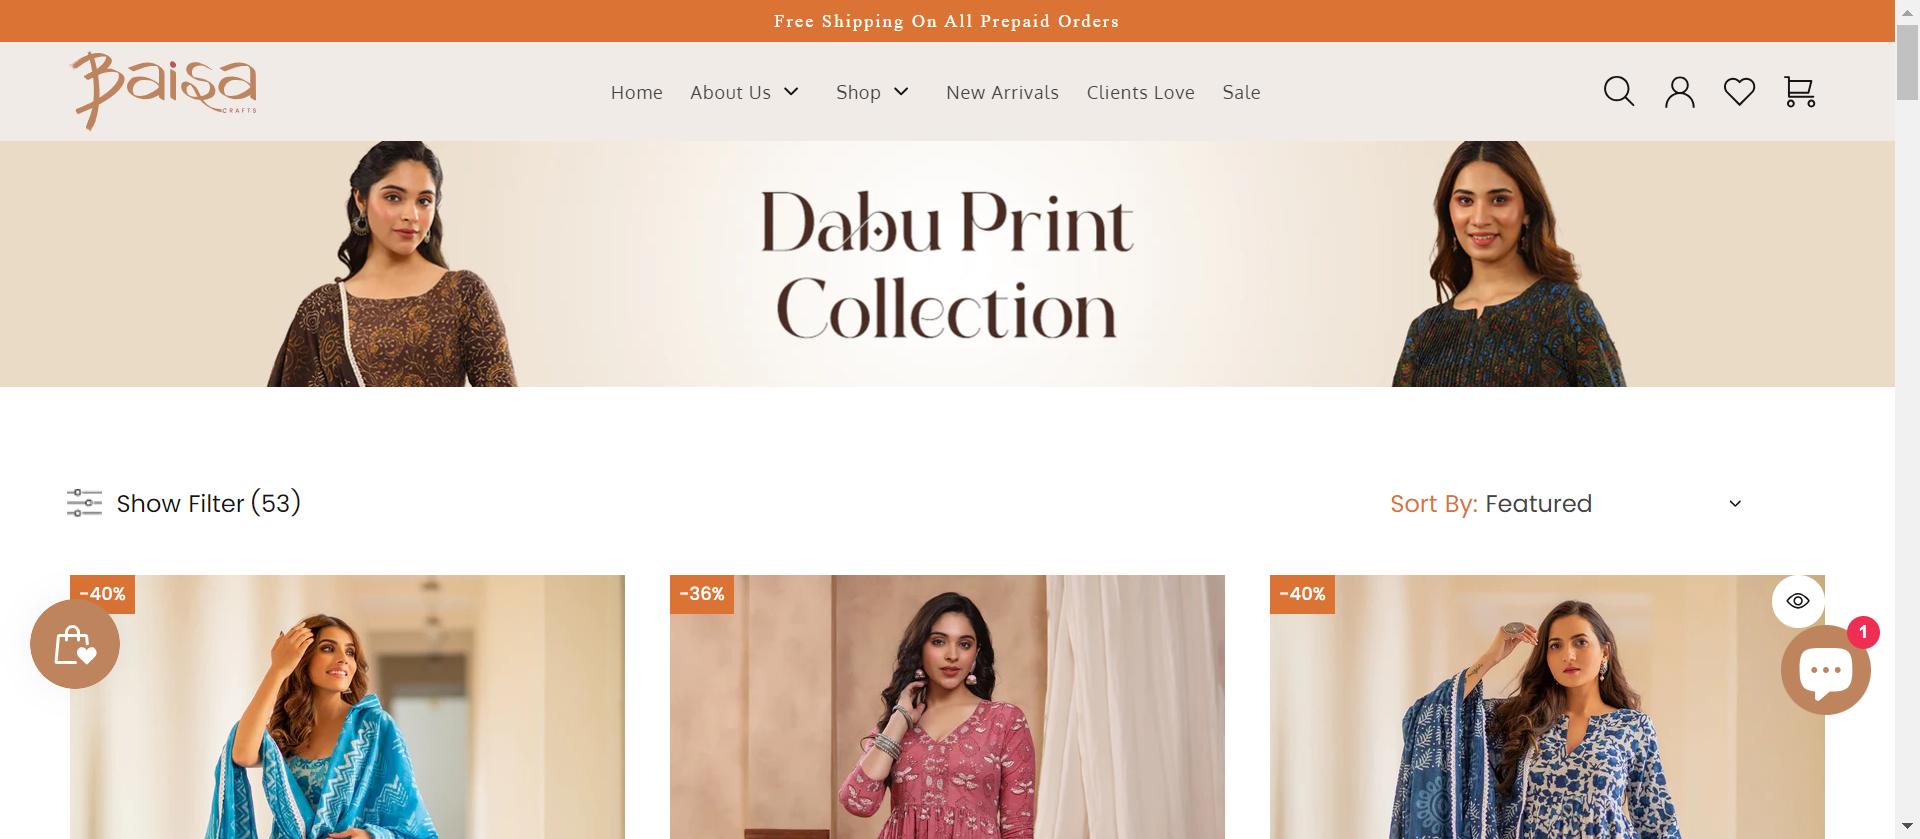 Free Shipping On All Prepaid Orders
Baisa
CRAFTS
Home About Us Shop New Arrivals Clients Love Sale
Dabu Print
Collection
Show Filter (53)
Sort By: Featured
-40%
-36%
-40%
1